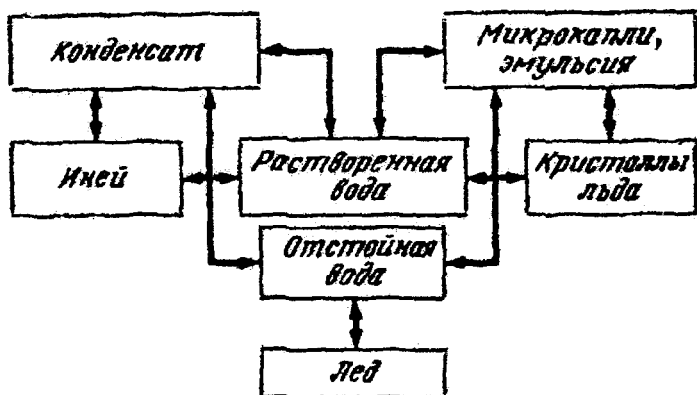 Конденсат
Микрокапли,
эмульсия
Иней
Растворенная
вода
Кристаллы
льда
Отстойная
вода
Лед